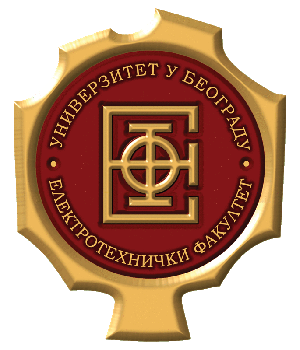 УНИВЕРЗИТЕТ У БЕОГРАДУ
ЕЛЕКТРОТЕХНИЧКИ ФАКУЛТЕТ